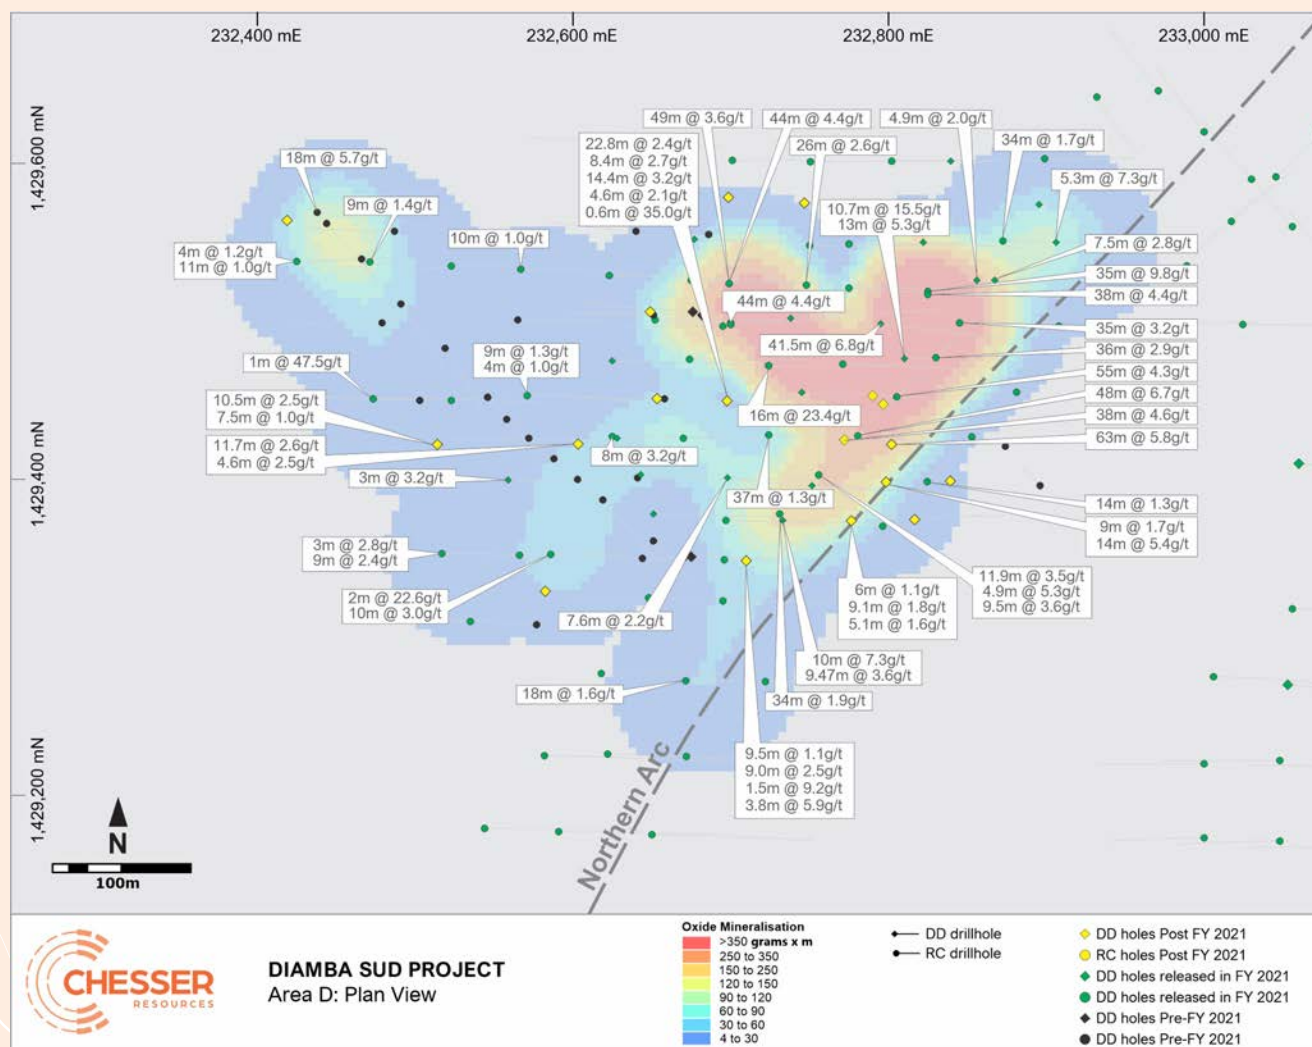 232,400 mE
232,600 mE
232,800 mE
233,000 mE
1,429,600 mN
1,429,400 mN
1,429,200 mN
18m @ 5.7g/t
9m @ 1.4g/t
4m @ 1.2g/t
11m @ 1.0g/t
10m @ 1.0g/t
22.8m @ 2.4g/t
8.4m @ 2.7g/t
14.4m @ 3.2g/t
4.6m @ 2.1g/t
0.6m @ 35.0g/t
49m @ 3.6g/t
44m @ 4.4g/t
26m @ 2.6g/t
4.9m @ 2.0g/t
34m @ 1.7g/t
5.3m @ 7.3g/t
10.7m @ 15.5g/t
13m @ 5.3g/t
7.5m @ 2.8g/t
35m @ 9.8g/t
38m @ 4.4g/t
44m @ 4.4g/t
41.5m @ 6.8g/t
35m @ 3.2g/t
36m @ 2.9g/t
55m @ 4.3g/t
48m @ 6.7g/t
38m @ 4.6g/t
63m @ 5.8g/t
1m @ 47.5g/t
9m @ 1.3g/t
4m @ 1.0g/t
10.5m @ 2.5g/t
7.5m @ 1.0g/t
11.7m @ 2.6g/t
4.6m @ 2.5g/t
16m @ 23.4g/t
8m @ 3.2g/t
3m @ 3.2g/t
37m @ 1.3g/t
14m @ 1.3g/t
9m @ 1.7g/t
14m @ 5.4g/t
3m @ 2.8g/t
9m @ 2.4g/t
2m @ 22.6g/t
10m @ 3.0g/t
7.6m @ 2.2g/t
6m @ 1.1g/t
9.1m @ 1.8g/t
5.1m @ 1.6g/t
11.9m @ 3.5g/t
4.9m @ 5.3g/t
9.5m @ 3.6g/t
10m @ 7.3g/t
9.47m @ 3.6g/t
18m @ 1.6g/t
34m @ 1.9g/t
9.5m @ 1.1g/t
9.0m @ 2.5g/t
1.5m @ 9.2g/t
3.8m @ 5.9g/t
Northern Arc
N
100m
CHESSER
RESOURCES
DIAMBA SUD PROJECT
Area D: Plan View
Oxide Mineralisation
>350 grams x m
250 to 350
150 to 250
120 to 150
90 to 120
60 to 90
30 to 60
4 to 30
DD drillhole
RC drillhole
DD holes Post FY 2021
RC holes Post FY 2021
DD holes released in FY 2021
DD holes released in FY 2021
DD holes Pre-FY 2021
DD holes Pre-FY 2021